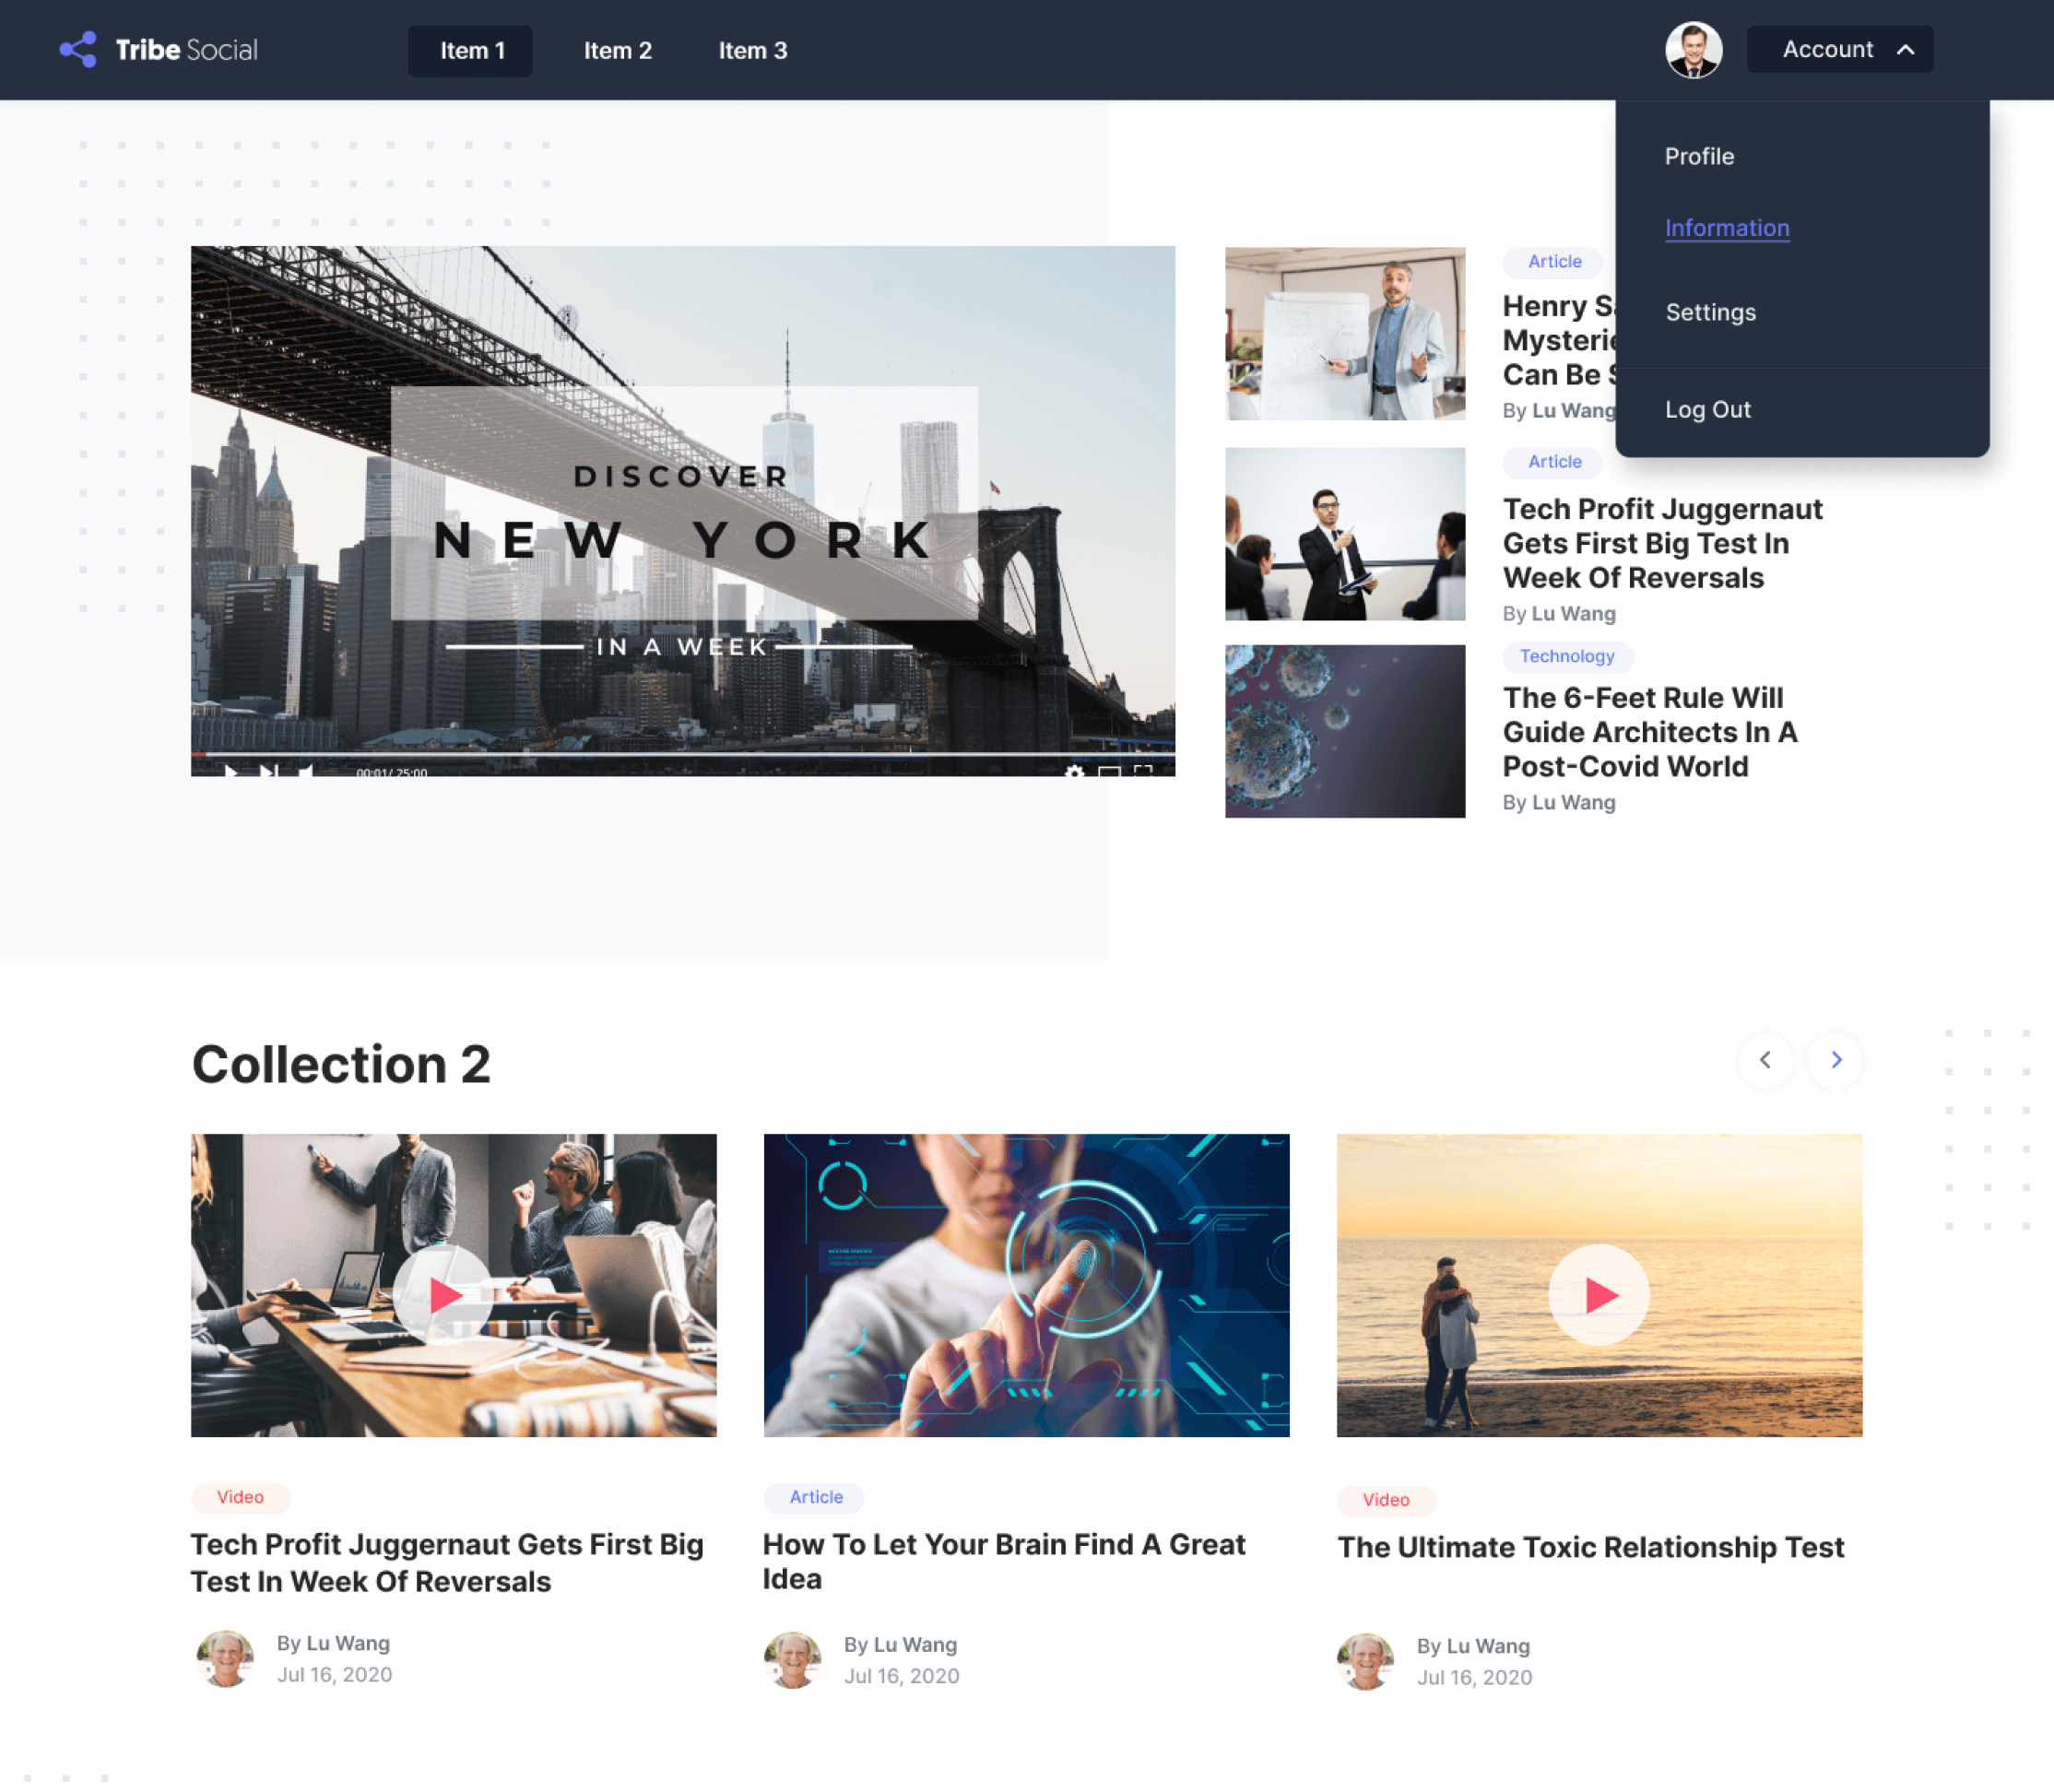 Tribe Social
Item 1
Item 2
Item 3
Account
Profile
Information
Settings
Log Out
DISCOVER
NEW YORK
IN A WEEK
00:01/ 25:00
Article
Henry S
Mysterie
Can Be
By Lu Wang
Article
Tech Profit Juggernaut
Gets First Big Test In
Week Of Reversals
By Lu Wang
Technology
The 6-Feet Rule Will
Guide Architects In A
Post-Covid World
By Lu Wang
Collection 2
Video
Tech Profit Juggernaut Gets First Big
Test In Week Of Reversals
By Lu Wang
Jul 16, 2020
Article
How To Let Your Brain Find A Great
Idea
By Lu Wang
Jul 16, 2020
Video
The Ultimate Toxic Relationship Test
By Lu Wang
Jul 16, 2020